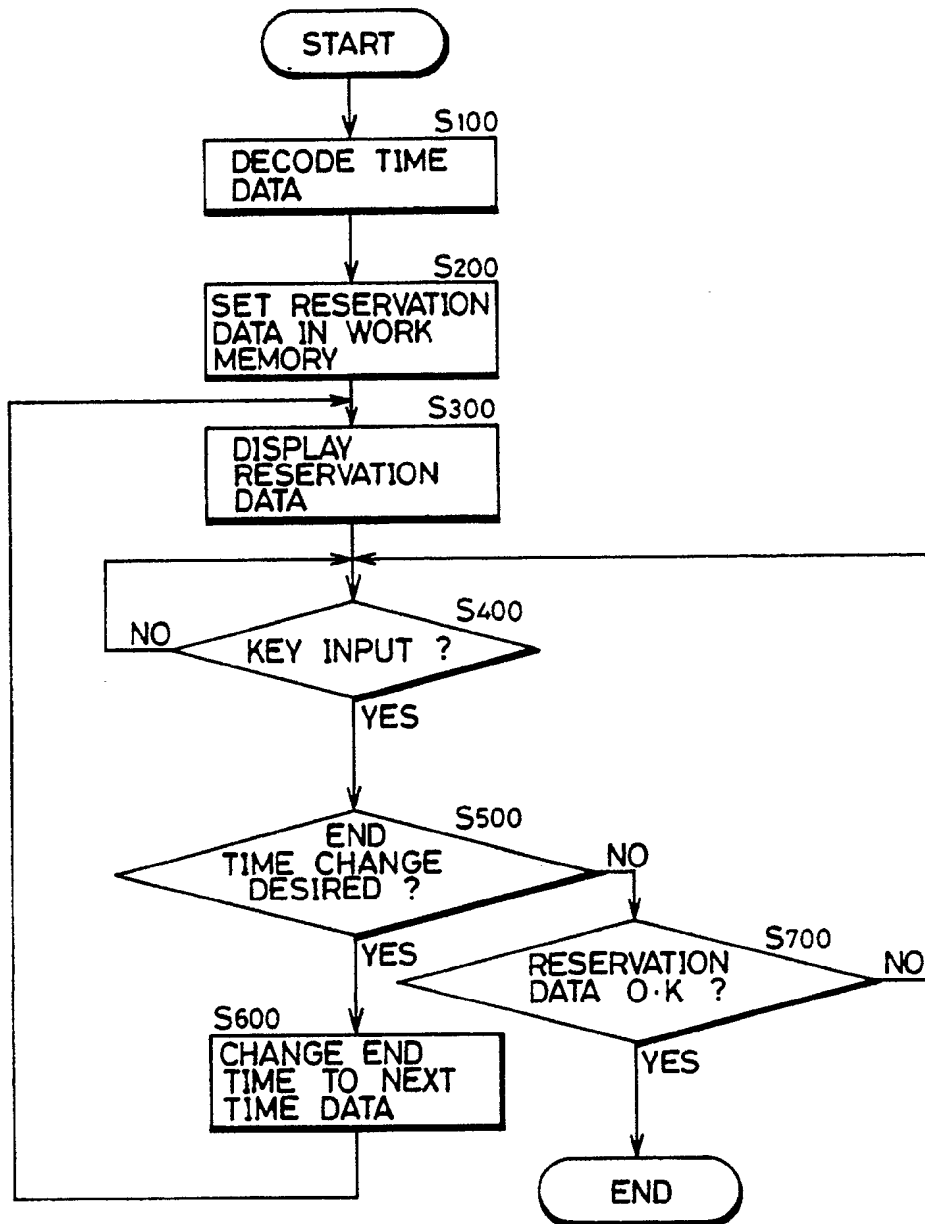 START
S100
DECODE TIME
DATA
S200
SET RESERVATION
DATA IN WORK
MEMORY
S300
DISPLAY
RESERVATION
DATA
S400
NO
KEY INPUT ?
YES
S500
END
TIME CHANGE
DESIRED ?
NO
YES
S700
RESERVATION
DATA O·K ?
NO
YES
S600
CHANGE END
TIME TO NEXT
TIME DATA
END